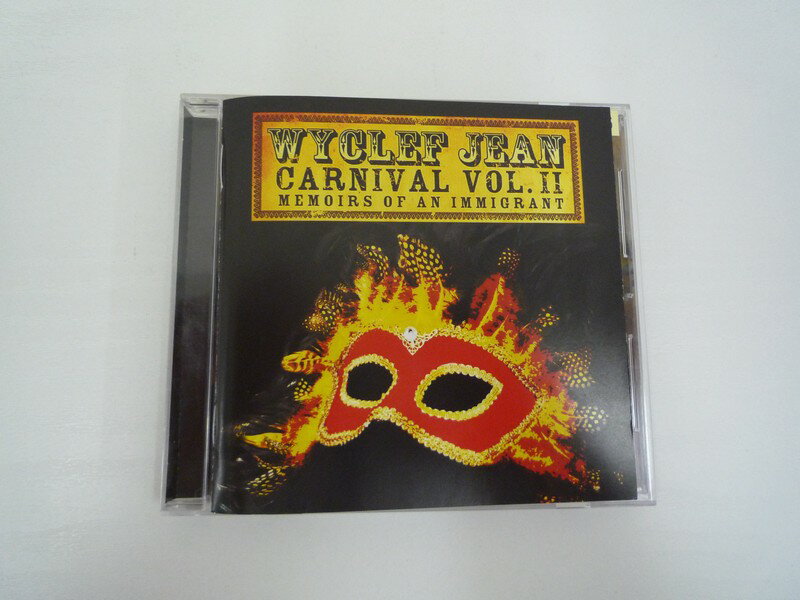 WYCLEF JEAN
CARNIVAL VOL. II
MEMOIRS OF AN IMMIGRANT